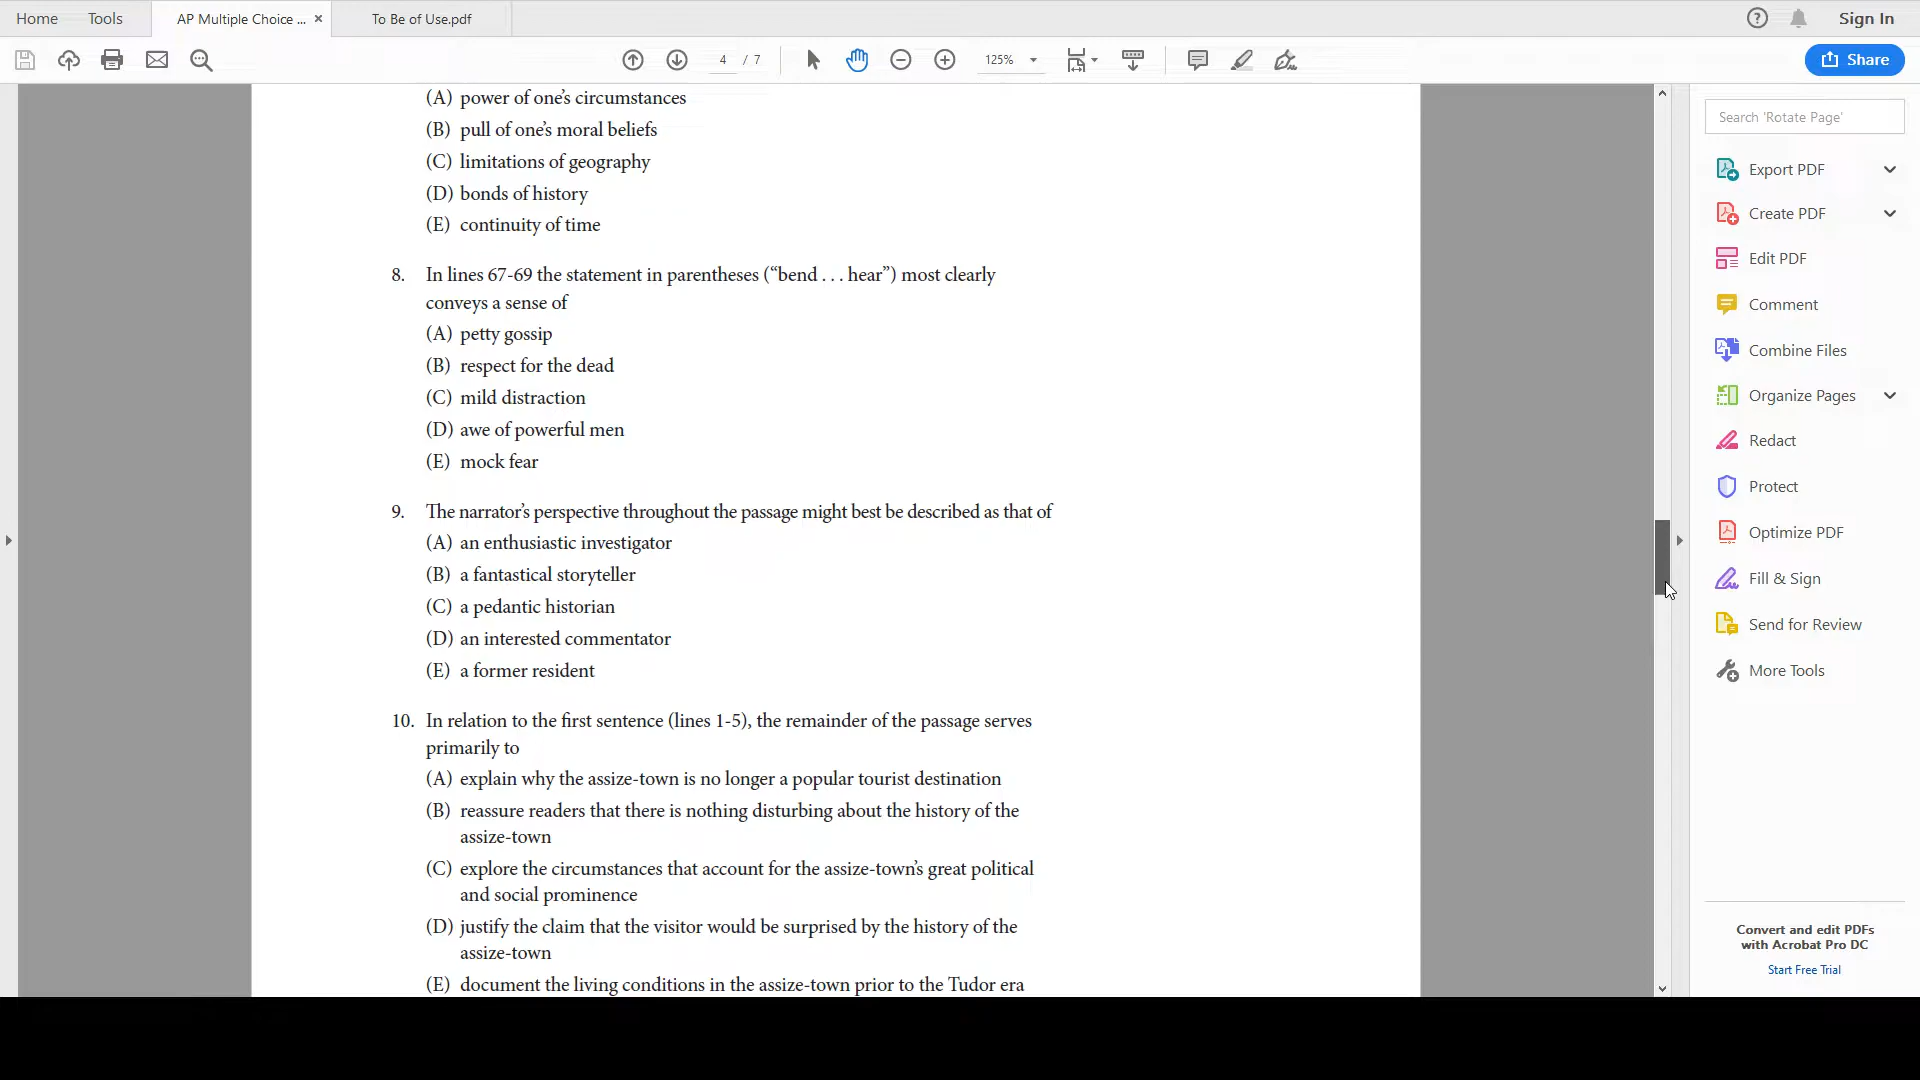 Home
Tools
AP Multiple Choice ...
To Be of Use.pdf
Sign In
4 / 7
125%
Share
(A) power of one’s circumstances
(B) pull of one’s moral beliefs
(C) limitations of geography
(D) bonds of history
(E) continuity of time
8. In lines 67-69 the statement in parentheses (“bend . . . hear”) most clearly
conveys a sense of
(A) petty gossip
(B) respect for the dead
(C) mild distraction
(D) awe of powerful men
(E) mock fear
9. The narrator’s perspective throughout the passage might best be described as that of
(A) an enthusiastic investigator
(B) a fantastical storyteller
(C) a pedantic historian
(D) an interested commentator
(E) a former resident
10. In relation to the first sentence (lines 1-5), the remainder of the passage serves
primarily to
(A) explain why the assize-town is no longer a popular tourist destination
(B) reassure readers that there is nothing disturbing about the history of the
assize-town
(C) explore the circumstances that account for the assize-town’s great political
and social prominence
(D) justify the claim that the visitor would be surprised by the history of the
assize-town
(E) document the living conditions in the assize-town prior to the Tudor era
Search 'Rotate Page'
Export PDF
Create PDF
Edit PDF
Comment
Combine Files
Organize Pages
Redact
Protect
Optimize PDF
Fill & Sign
Send for Review
More Tools
Convert and edit PDFs
with Acrobat Pro DC
Start Free Trial